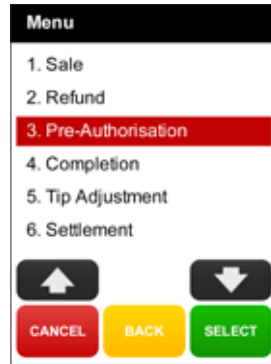 Menu
1. Sale
2. Refund
3. Pre-Authorisation
4. Completion
5. Tip Adjustment
6. Settlement
CANCEL BACK SELECT